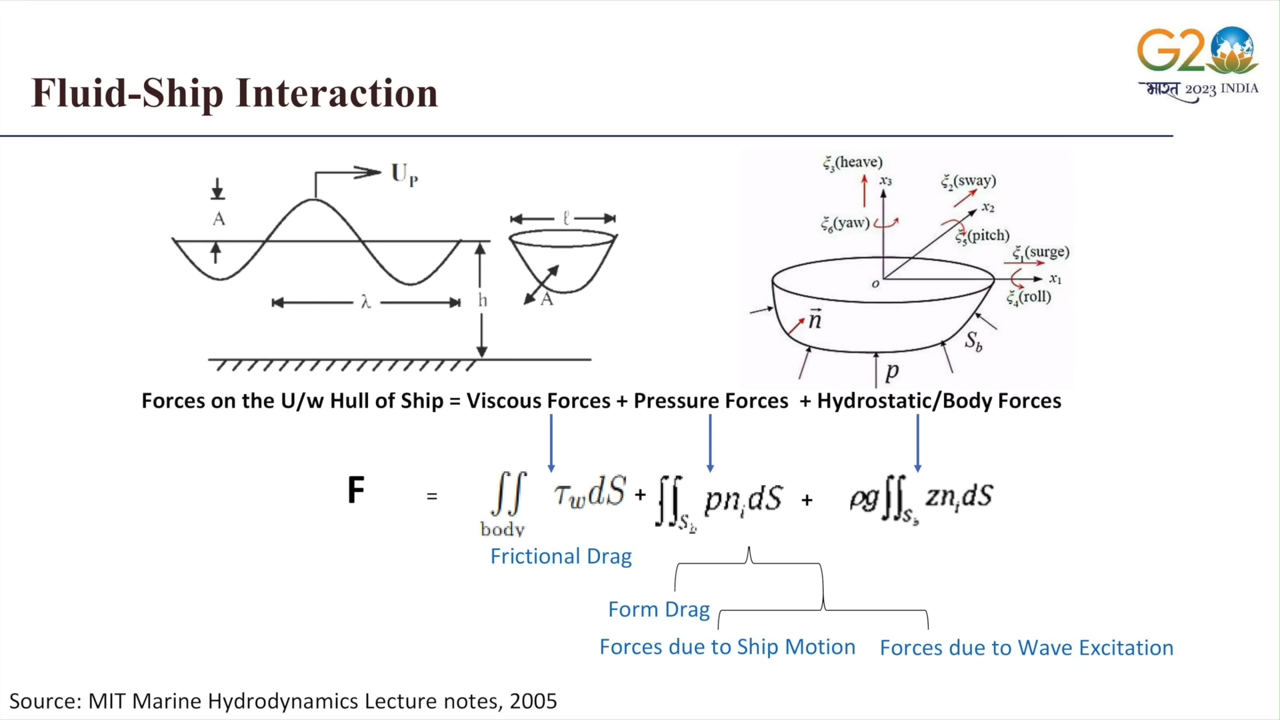 G20
भारत 2023 INDIA
Fluid-Ship Interaction
U_P
A
λ
h
ℓ
A
ξ₃(heave)
x₃
ξ₂(sway)
x₂
ξ₆(yaw)
ξ₅(pitch)
ξ₁(surge)
x₁
o
ξ₄(roll)
n⃗
S_b
p
Forces on the U/w Hull of Ship = Viscous Forces + Pressure Forces + Hydrostatic/Body Forces
F = ∬_body τ_w dS + ∬_{S_b} pn_i dS + ρg∬_{S_b} zn_i dS
Frictional Drag
Form Drag
Forces due to Ship Motion Forces due to Wave Excitation
Source: MIT Marine Hydrodynamics Lecture notes, 2005